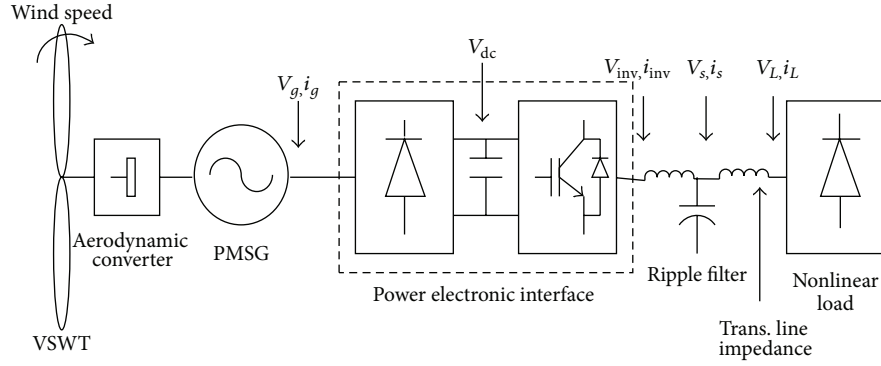 Wind speed
V_g, i_g
V_dc
V_inv, i_inv
V_s, i_s
V_L, i_L
Aerodynamic
converter
PMSG
Power electronic interface
Ripple filter
Nonlinear
load
Trans. line
impedance
VSWT